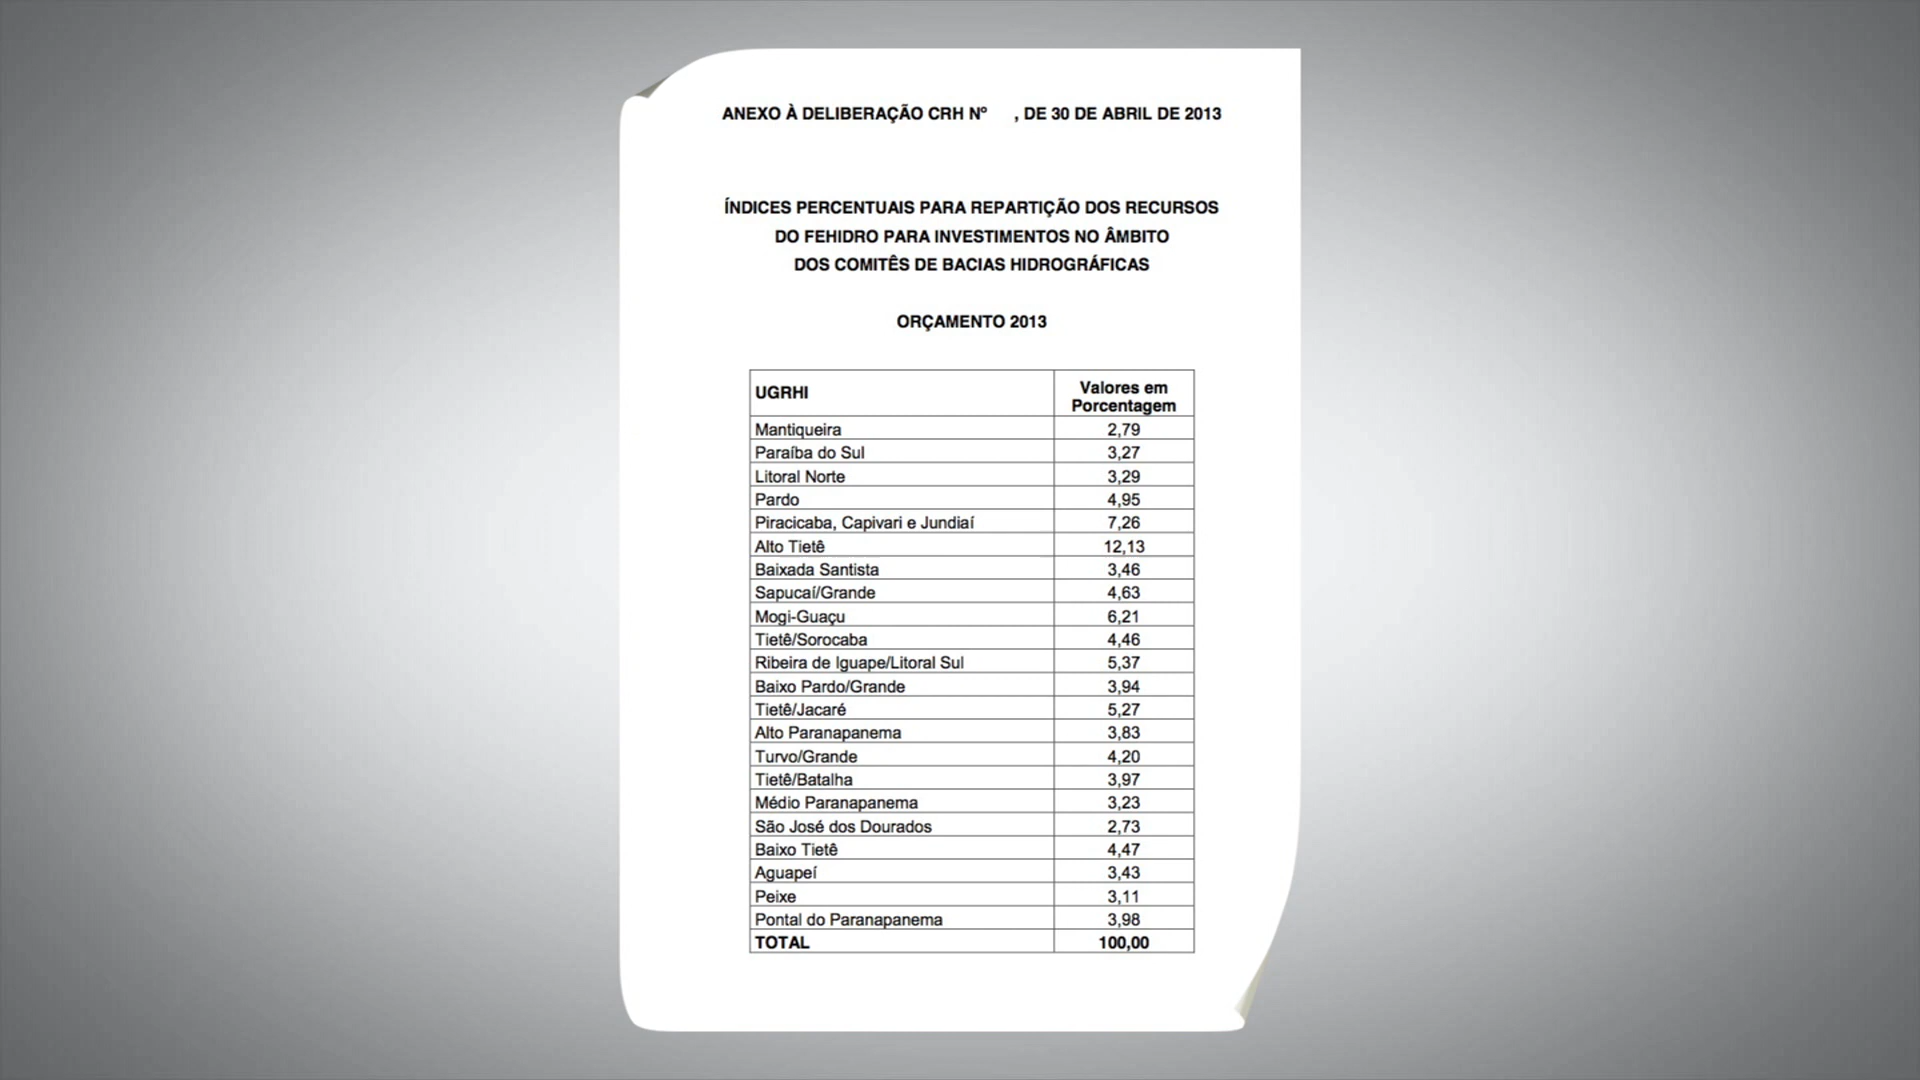 ANEXO À DELIBERAÇÃO CRH Nº , DE 30 DE ABRIL DE 2013
ÍNDICES PERCENTUAIS PARA REPARTIÇÃO DOS RECURSOS
DO FEHIDRO PARA INVESTIMENTOS NO ÂMBITO
DOS COMITÊS DE BACIAS HIDROGRÁFICAS
ORÇAMENTO 2013
UGRHI Valores em Porcentagem
Mantiqueira 2,79
Paraíba do Sul 3,27
Litoral Norte 3,29
Pardo 4,95
Piracicaba, Capivari e Jundiaí 7,26
Alto Tietê 12,13
Baixada Santista 3,46
Sapucaí/Grande 4,63
Mogi-Guaçu 6,21
Tietê/Sorocaba 4,46
Ribeira de Iguape/Litoral Sul 5,37
Baixo Pardo/Grande 3,94
Tietê/Jacaré 5,27
Alto Paranapanema 3,83
Turvo/Grande 4,20
Tietê/Batalha 3,97
Médio Paranapanema 3,23
São José dos Dourados 2,73
Baixo Tietê 4,47
Aguapeí 3,43
Peixe 3,11
Pontal do Paranapanema 3,98
TOTAL 100,00